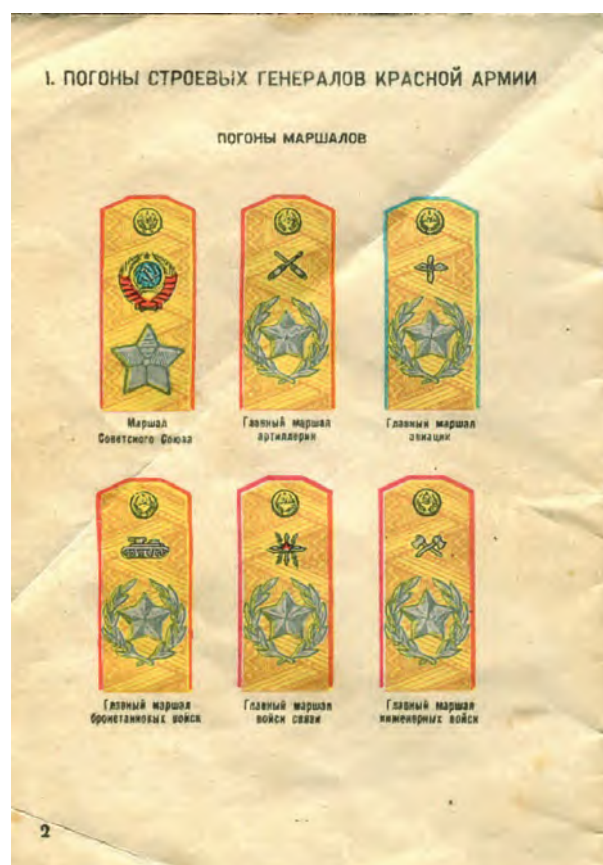 I. ПОГОНЫ СТРОЕВЫХ ГЕНЕРАЛОВ КРАСНОЙ АРМИИ
ПОГОНЫ МАРШАЛОВ
Маршал
Советского Союза
Главный маршал
артиллерии
Главный маршал
авиации
Главный маршал
бронетанковых войск
Главный маршал
войск связи
Главный маршал
инженерных войск
2